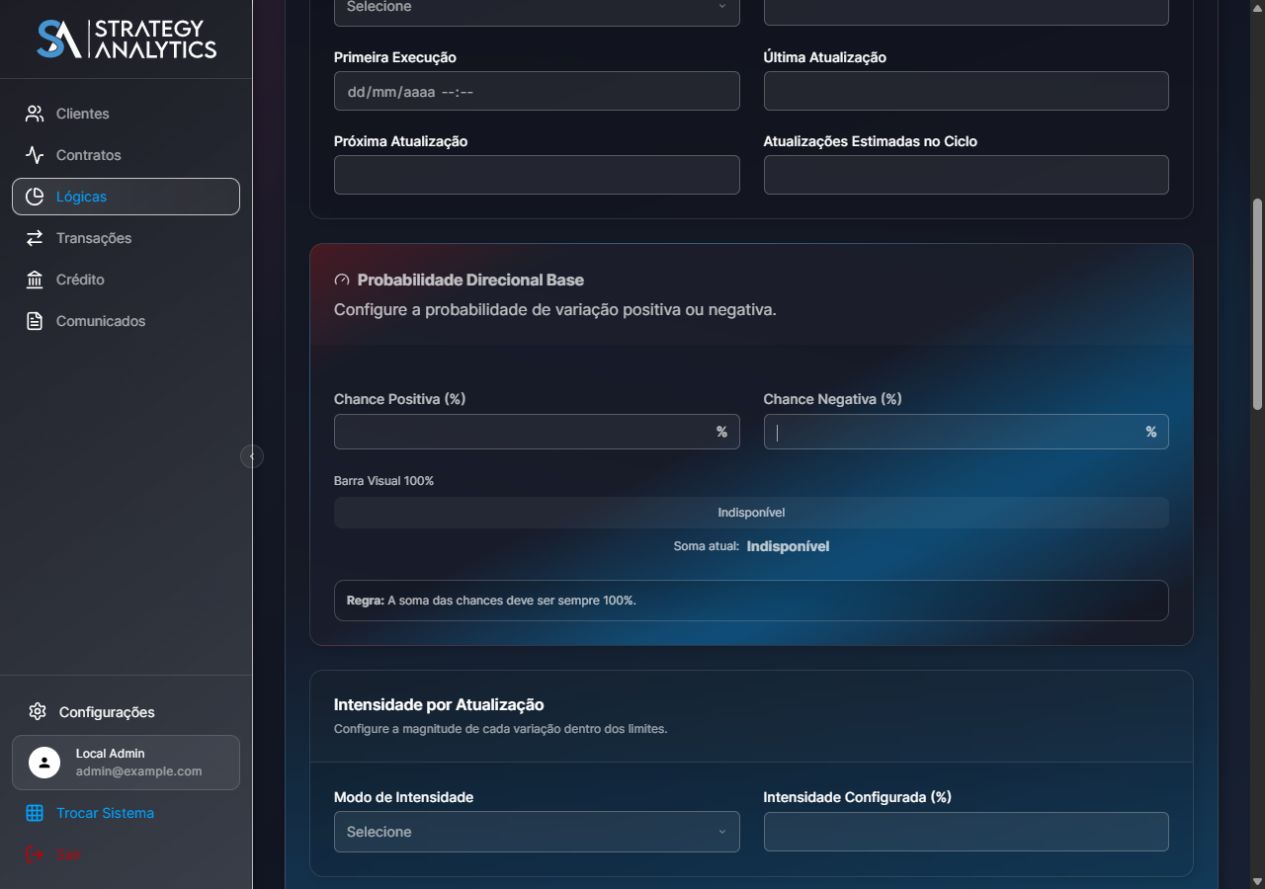 STRATEGY
ANALYTICS
Clientes
Contratos
Lógicas
Transações
Crédito
Comunicados
Configurações
Local Admin
admin@example.com
Trocar Sistema
Sair
Selecione
Primeira Execução
Última Atualização
dd/mm/aaaa --:--
Próxima Atualização
Atualizações Estimadas no Ciclo
Probabilidade Direcional Base
Configure a probabilidade de variação positiva ou negativa.
Chance Positiva (%)
Chance Negativa (%)
%
%
Barra Visual 100%
Indisponível
Soma atual: Indisponível
Regra: A soma das chances deve ser sempre 100%.
Intensidade por Atualização
Configure a magnitude de cada variação dentro dos limites.
Modo de Intensidade
Intensidade Configurada (%)
Selecione